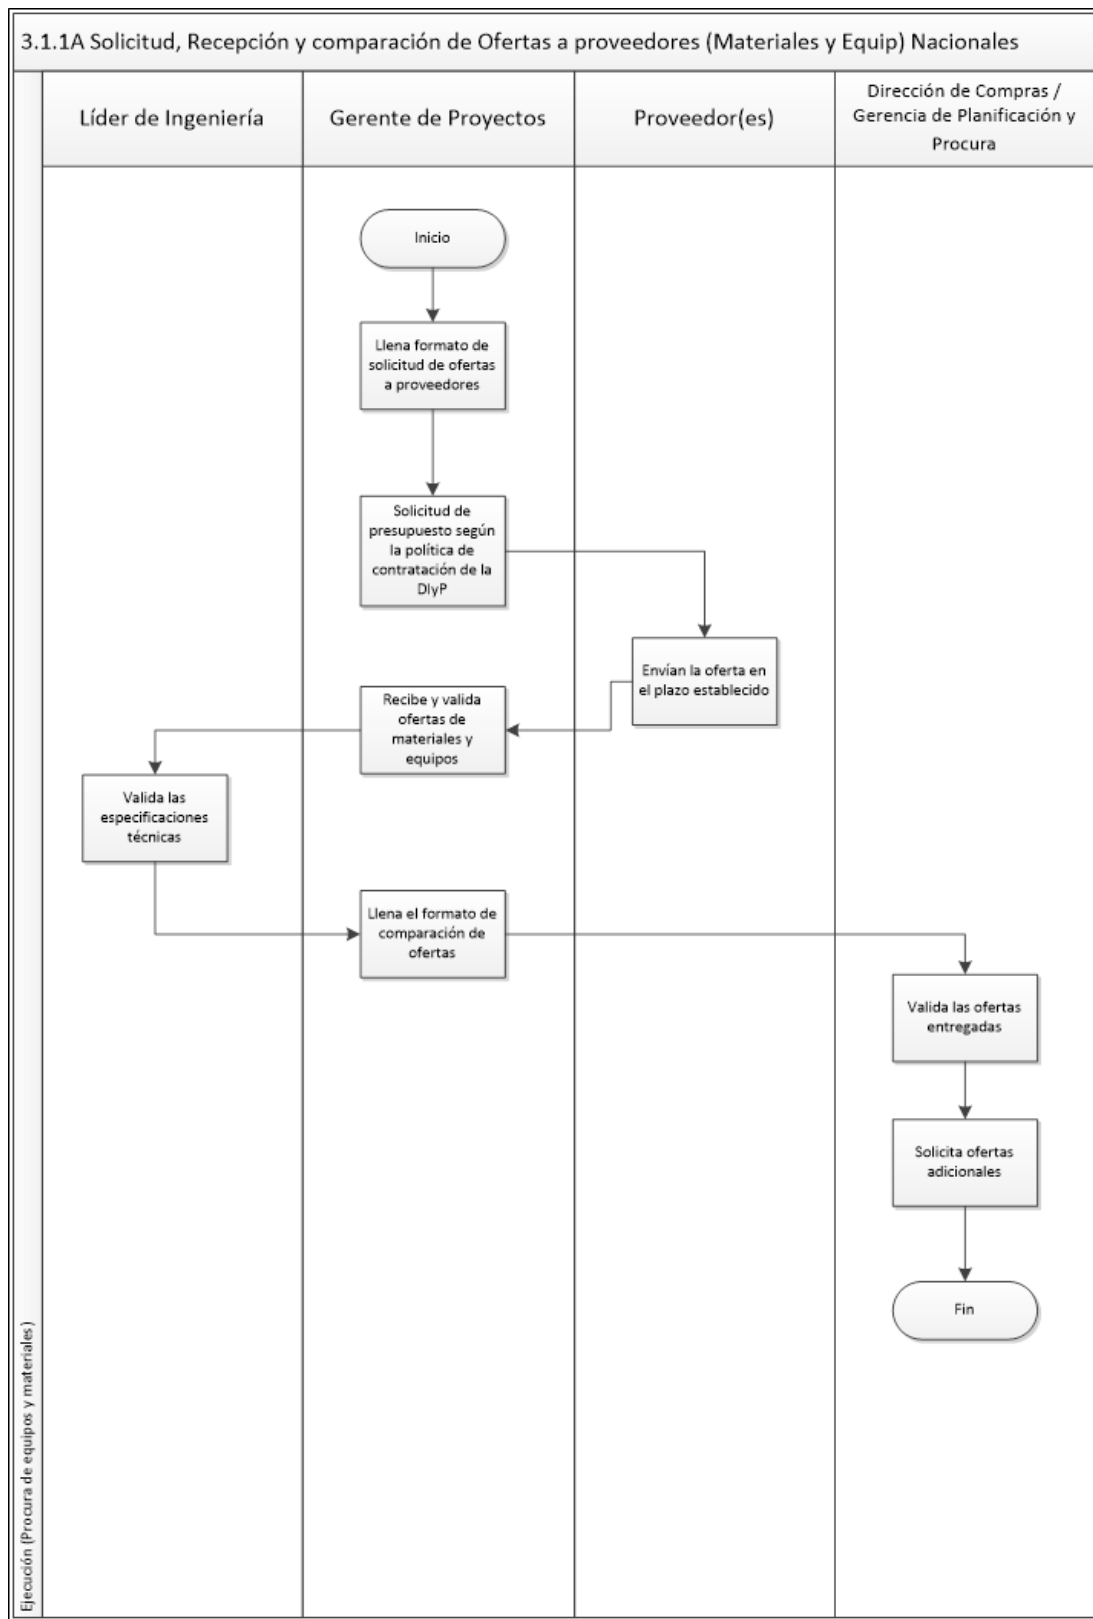 3.1.1A Solicitud, Recepción y comparación de Ofertas a proveedores (Materiales y Equip) Nacionales
Líder de Ingeniería
Gerente de Proyectos
Proveedor(es)
Dirección de Compras /
Gerencia de Planificación y
Procura
Inicio
Llena formato de
solicitud de ofertas
a proveedores
Solicitud de
presupuesto según
la política de
contratación de la
DIyP
Envían la oferta en
el plazo establecido
Recibe y valida
ofertas de
materiales y
equipos
Valida las
especificaciones
técnicas
Llena el formato de
comparación de
ofertas
Valida las ofertas
entregadas
Solicita ofertas
adicionales
Fin
Ejecución (Procura de equipos y materiales)